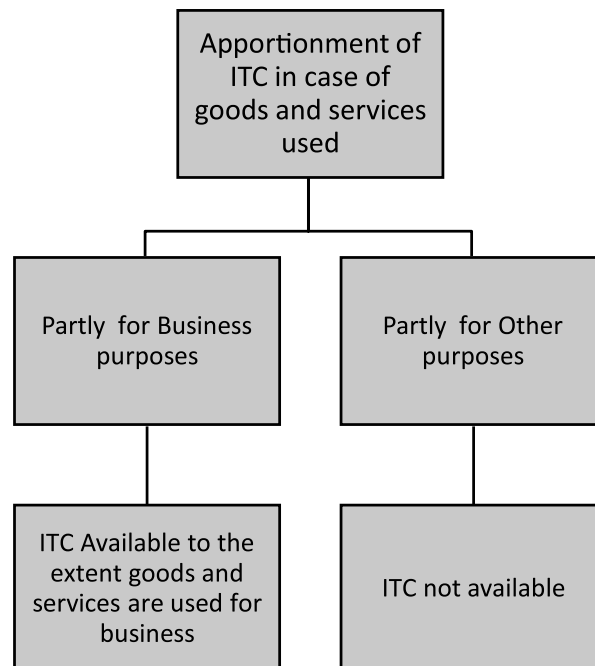 Apportionment of
ITC in case of
goods and services
used
Partly for Business
purposes
Partly for Other
purposes
ITC Available to the
extent goods and
services are used for
business
ITC not available